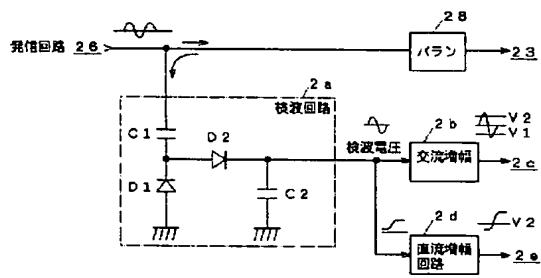 発信回路 26
28
バラン
23
2a
検波回路
C1
D2
D1
C2
検波電圧
2b
交流増幅
V2
V1
2c
2d
直流増幅
回路
V2
2e